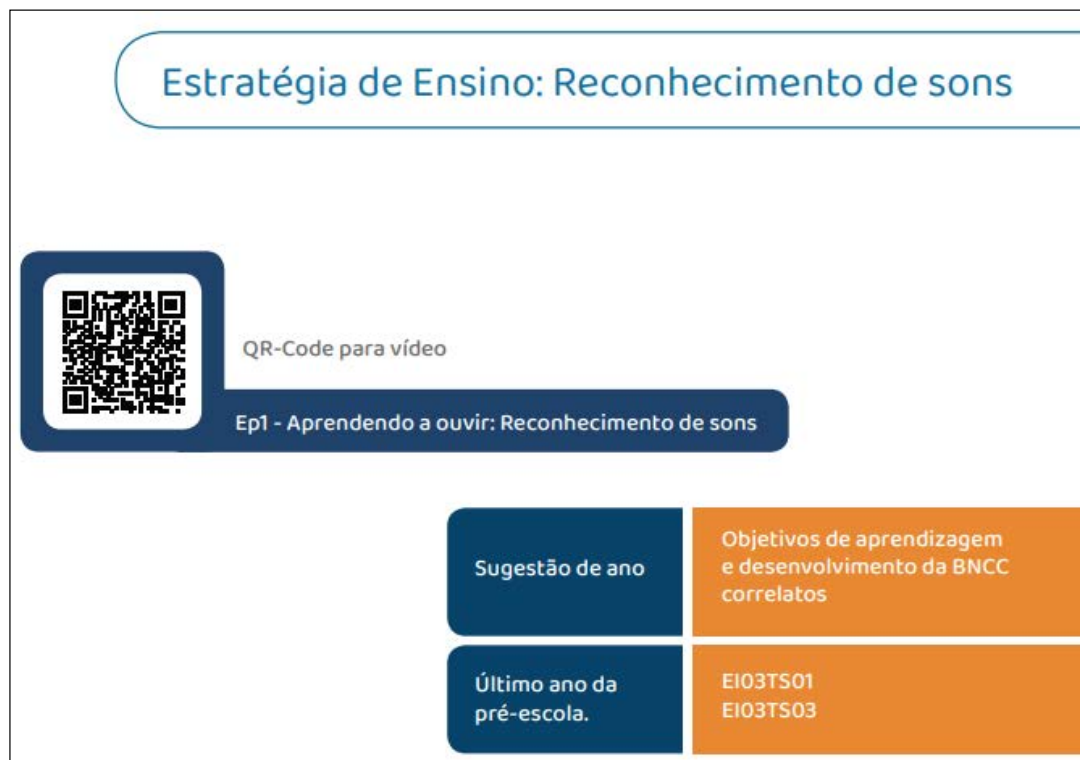 Estratégia de Ensino: Reconhecimento de sons
QR-Code para vídeo
Ep1 - Aprendendo a ouvir: Reconhecimento de sons
Sugestão de ano
Objetivos de aprendizagem
e desenvolvimento da BNCC
correlatos
Último ano da
pré-escola.
EI03TS01
EI03TS03